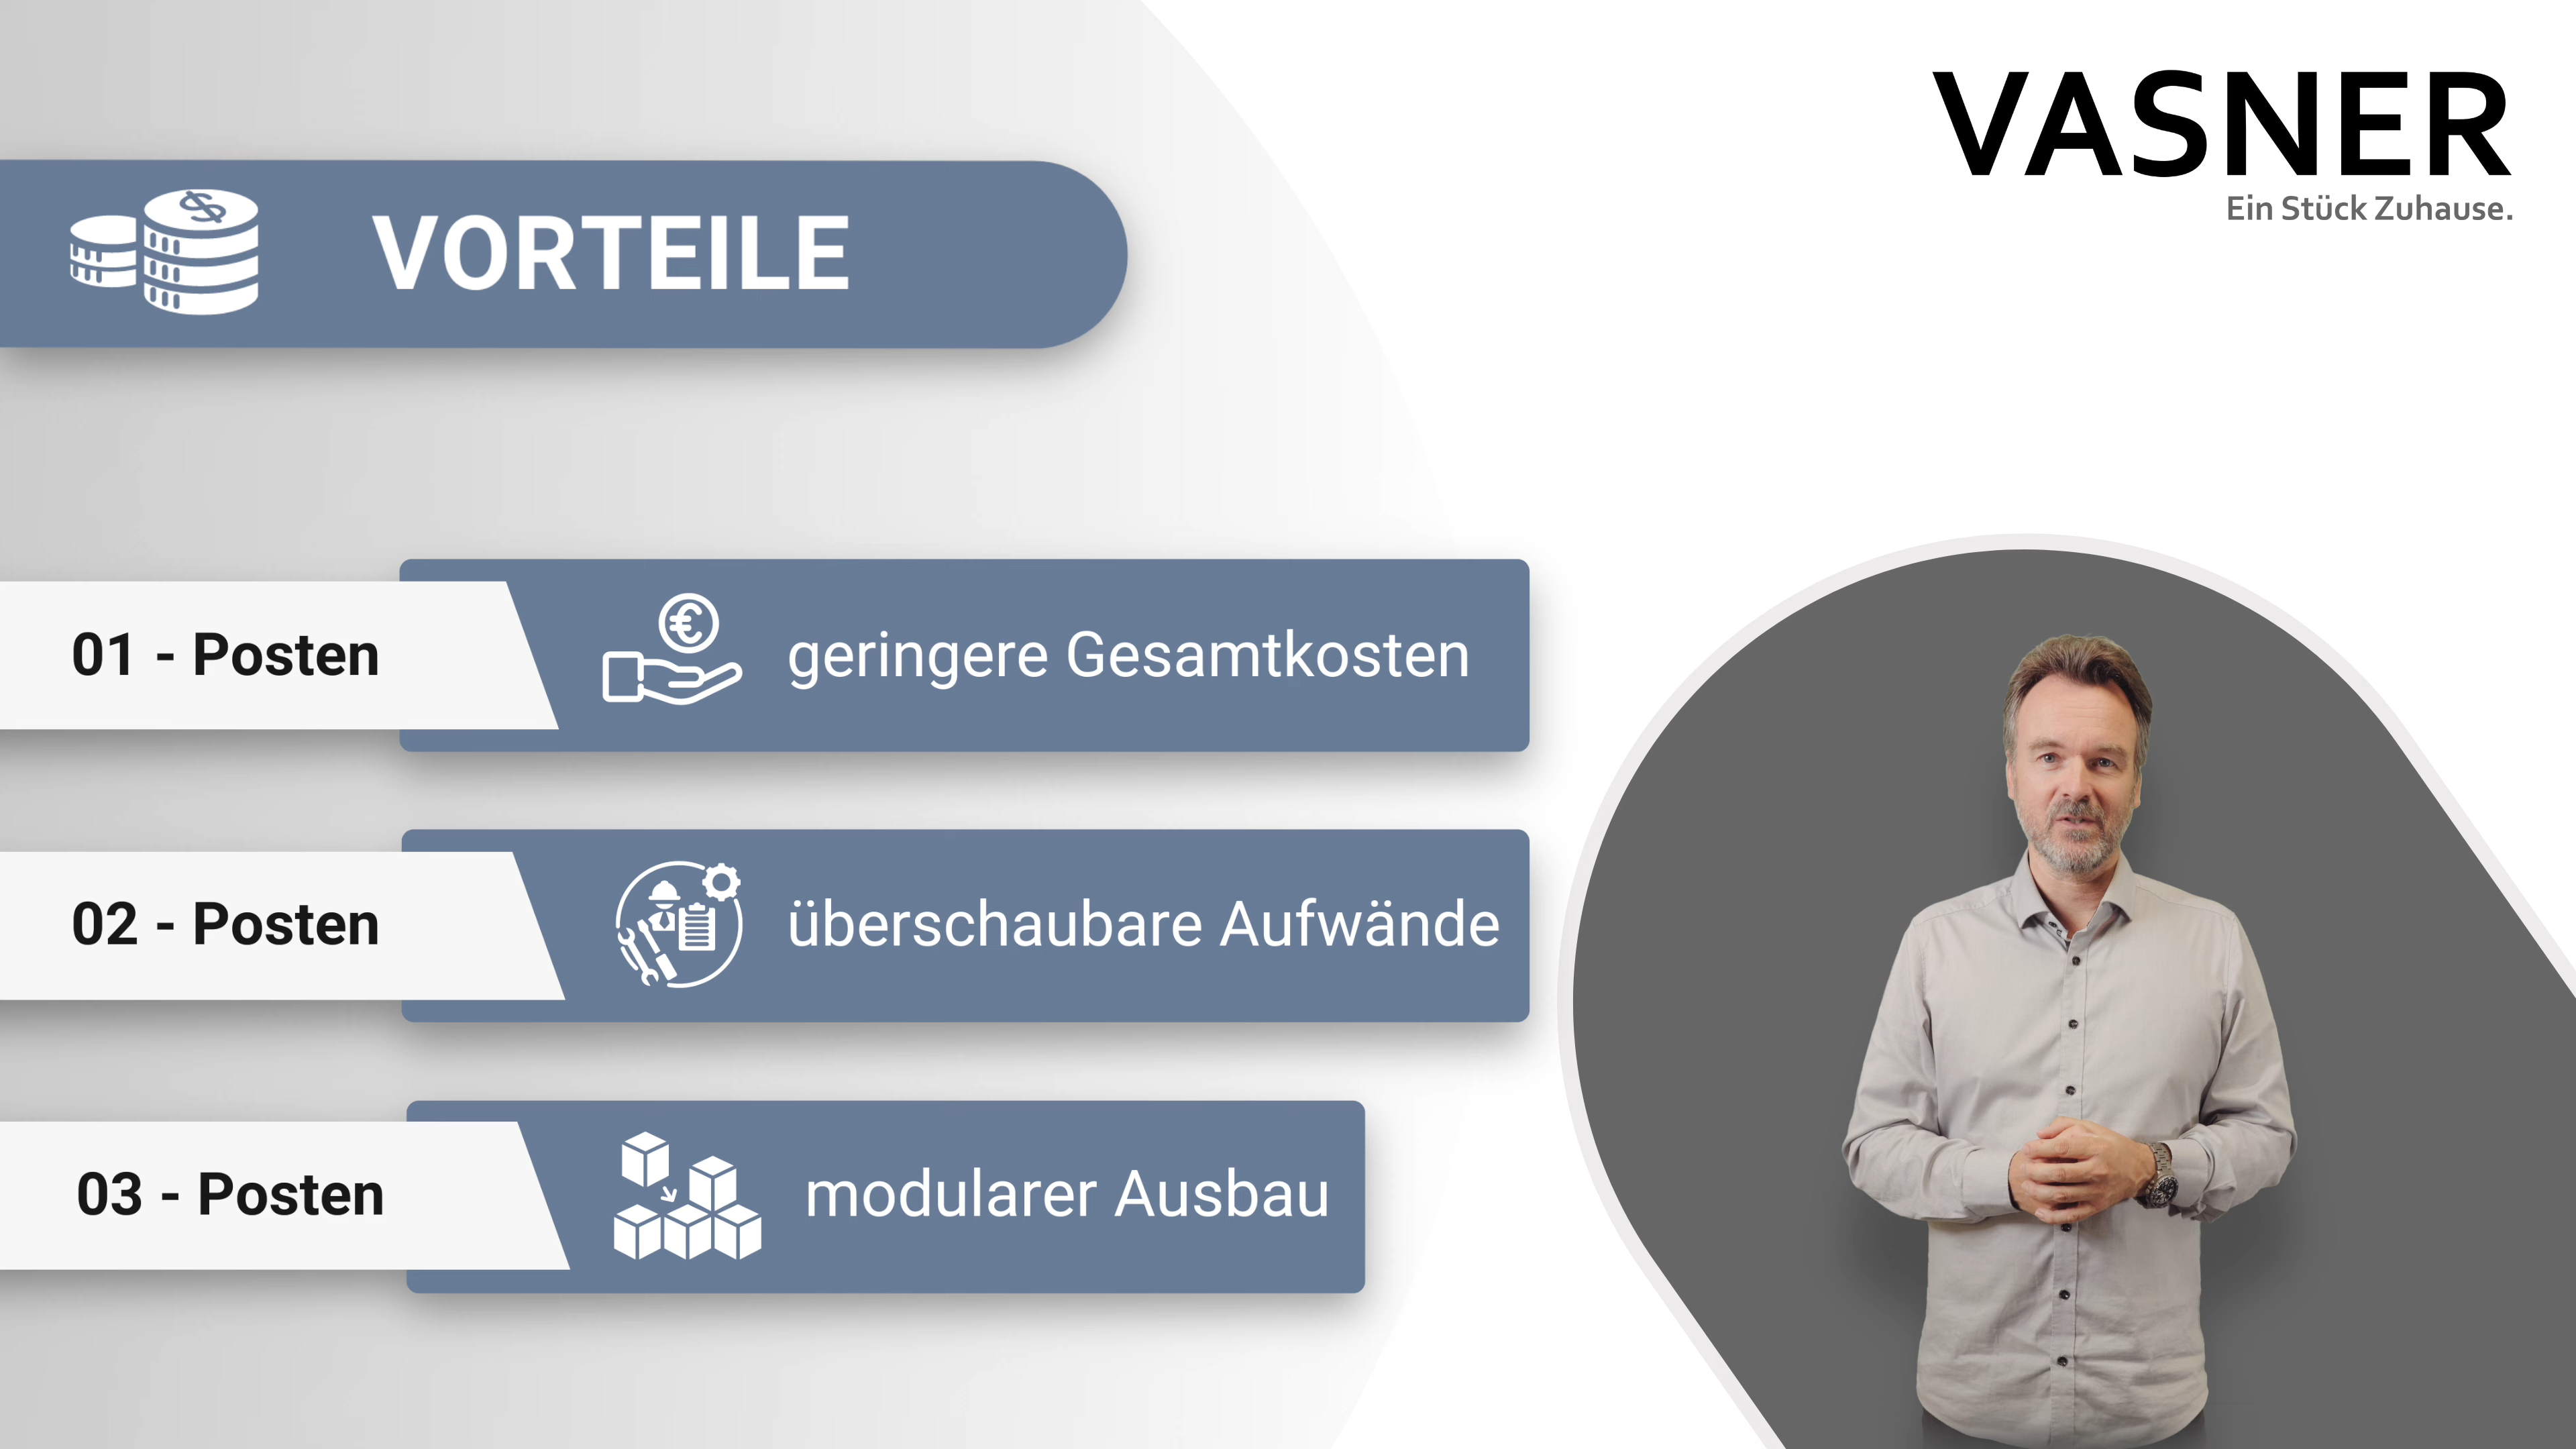 VASNER
Ein Stück Zuhause.
VORTEILE
01 - Posten
geringere Gesamtkosten
02 - Posten
überschaubare Aufwände
03 - Posten
modularer Ausbau